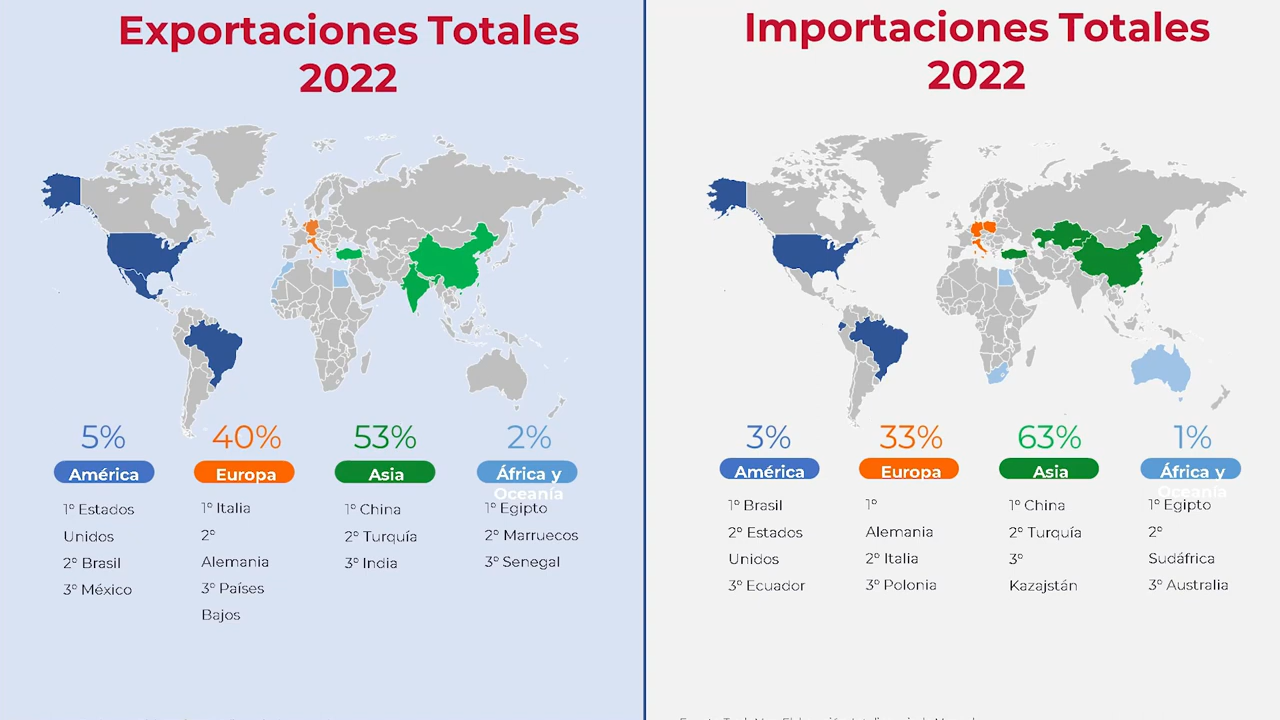 Exportaciones Totales
2022
5%
América
1º Estados
Unidos
2º Brasil
3º México
40%
Europa
1º Italia
2º
Alemania
3º Países
Bajos
53%
Asia
1º China
2º Turquía
3º India
2%
África y
Oceanía
1º Egipto
2º Marruecos
3º Senegal
Importaciones Totales
2022
3%
América
1º Brasil
2º Estados
Unidos
3º Ecuador
33%
Europa
1º
Alemania
2º Italia
3º Polonia
63%
Asia
1º China
2º Turquía
3º
Kazajstán
1%
África y
Oceanía
1º Egipto
2º
Sudáfrica
3º Australia